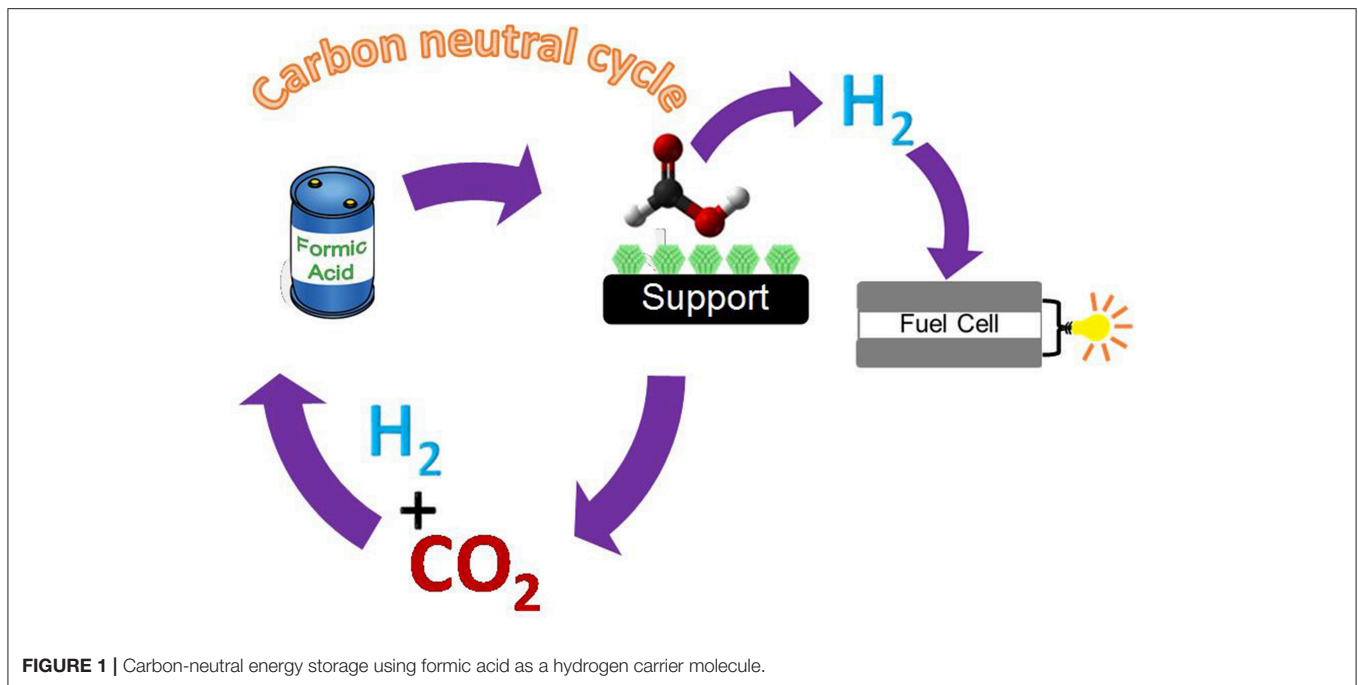 Carbon neutral cycle
H₂
Formic
Acid
Support
Fuel Cell
H₂
+
CO₂
FIGURE 1 | Carbon-neutral energy storage using formic acid as a hydrogen carrier molecule.